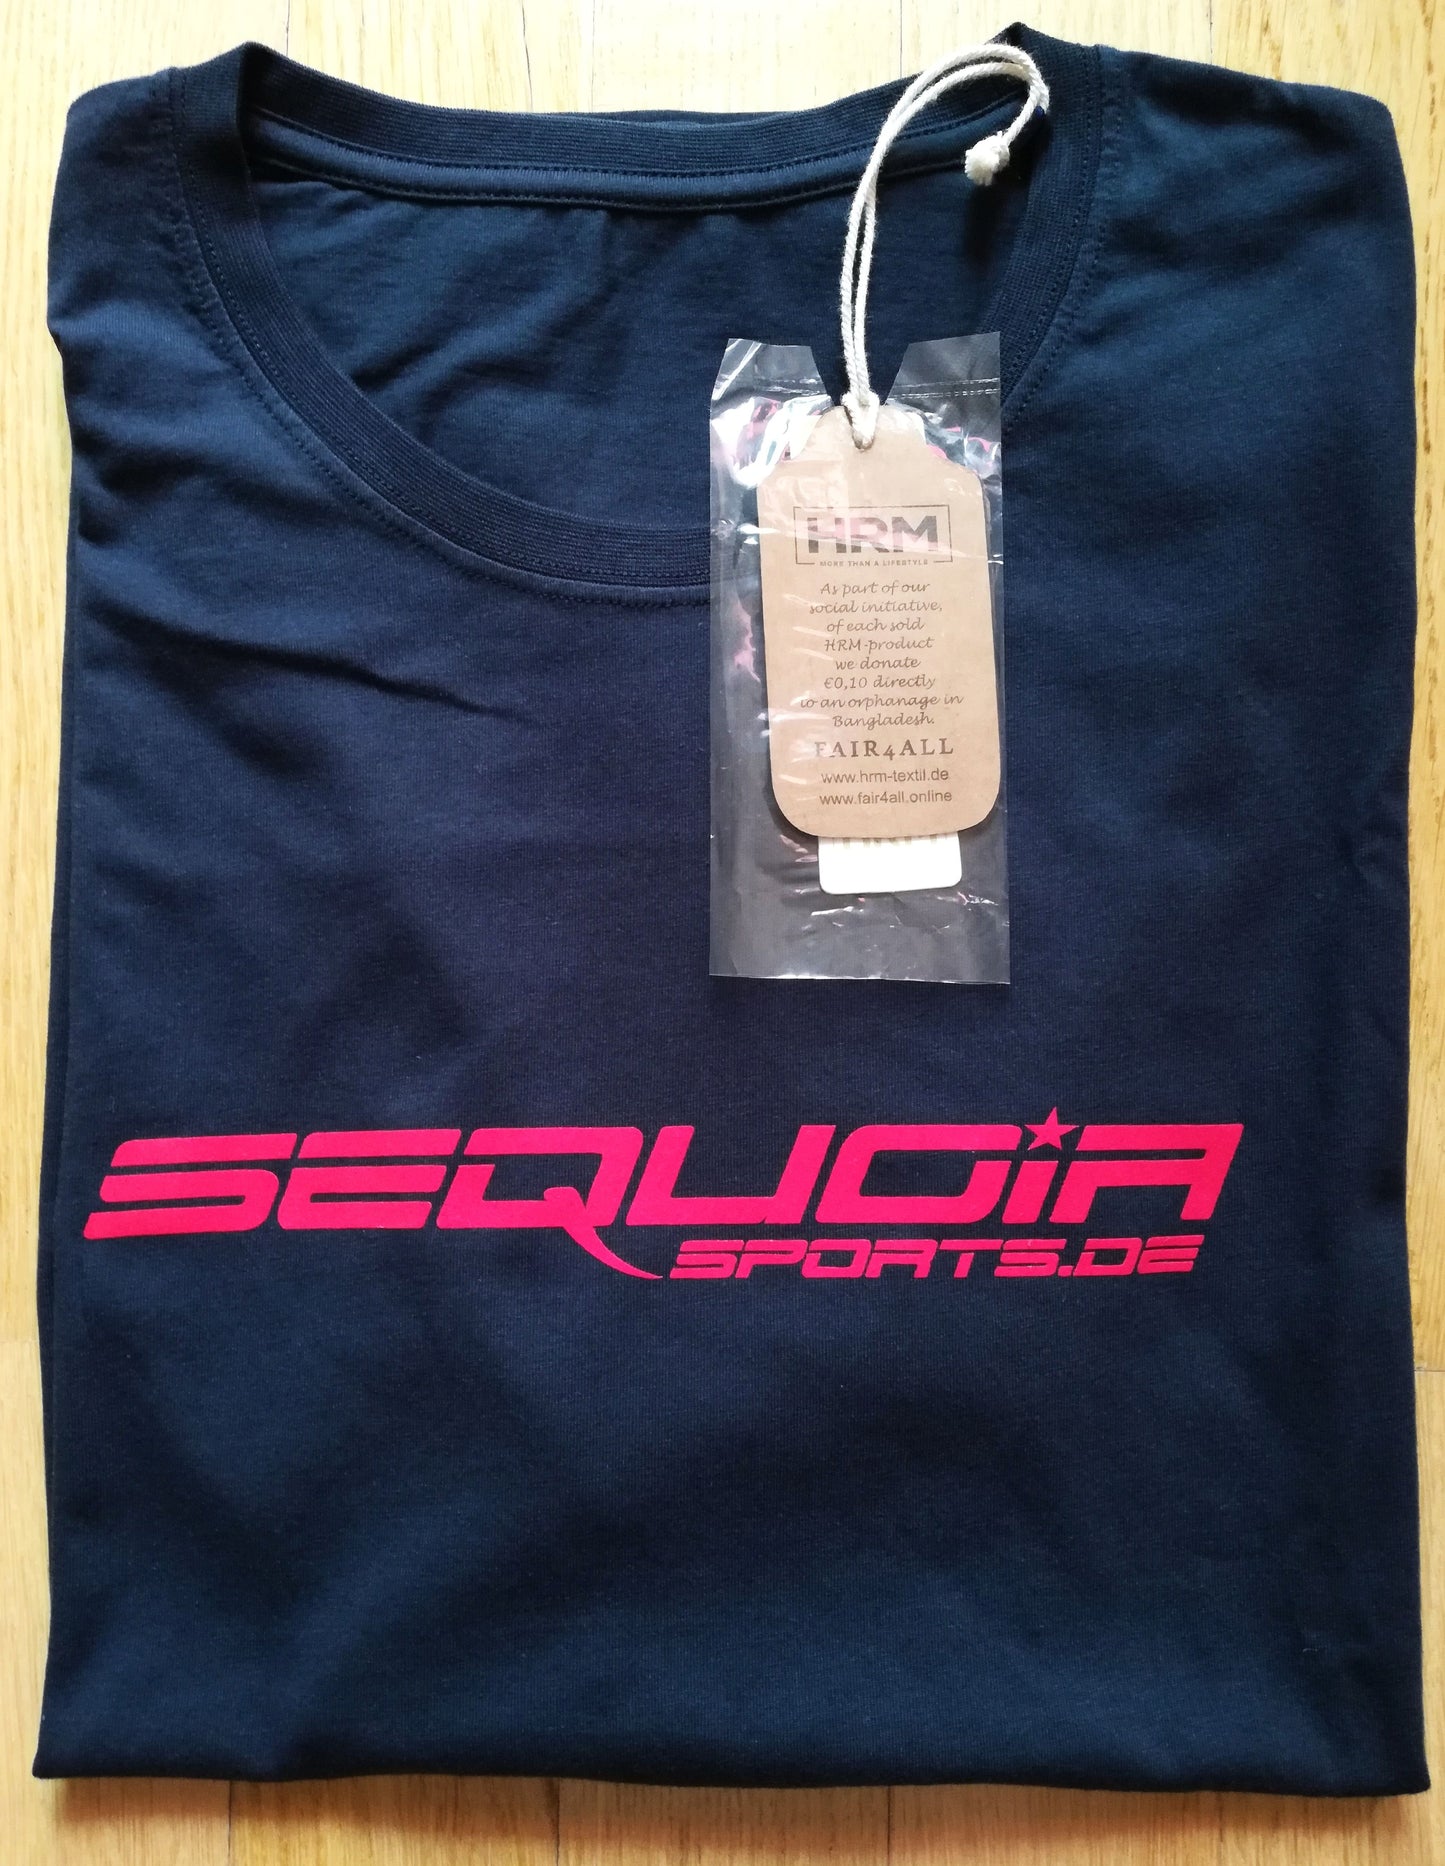 HRM
MORE THAN A LIFESTYLE
As part of our
social initiative,
of each sold
HRM-product
we donate
€0,10 directly
to an orphanage in
Bangladesh.
FAIR4ALL
www.hrm-textil.de
www.fair4all.online
SEQUOiA
SPORTS.DE